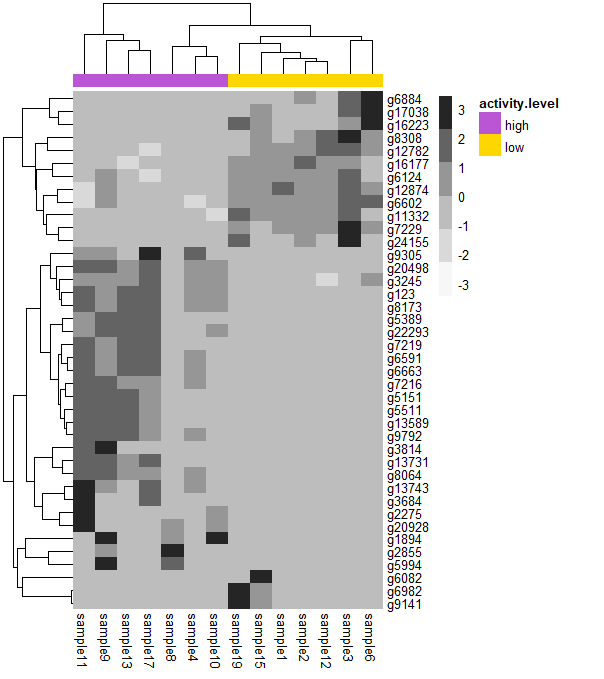 activity.level
high
low
3
2
1
0
-1
-2
-3
g6884
g17038
g16223
g8308
g12782
g16177
g6124
g12874
g6602
g11332
g7229
g24155
g9305
g20498
g3245
g123
g8173
g5389
g22293
g7219
g6591
g6663
g7216
g5151
g5511
g13589
g9792
g3814
g13731
g8064
g13743
g3684
g2275
g20928
g1894
g2855
g5994
g6082
g6982
g9141
sample11
sample9
sample13
sample17
sample8
sample4
sample10
sample19
sample15
sample1
sample2
sample12
sample3
sample6